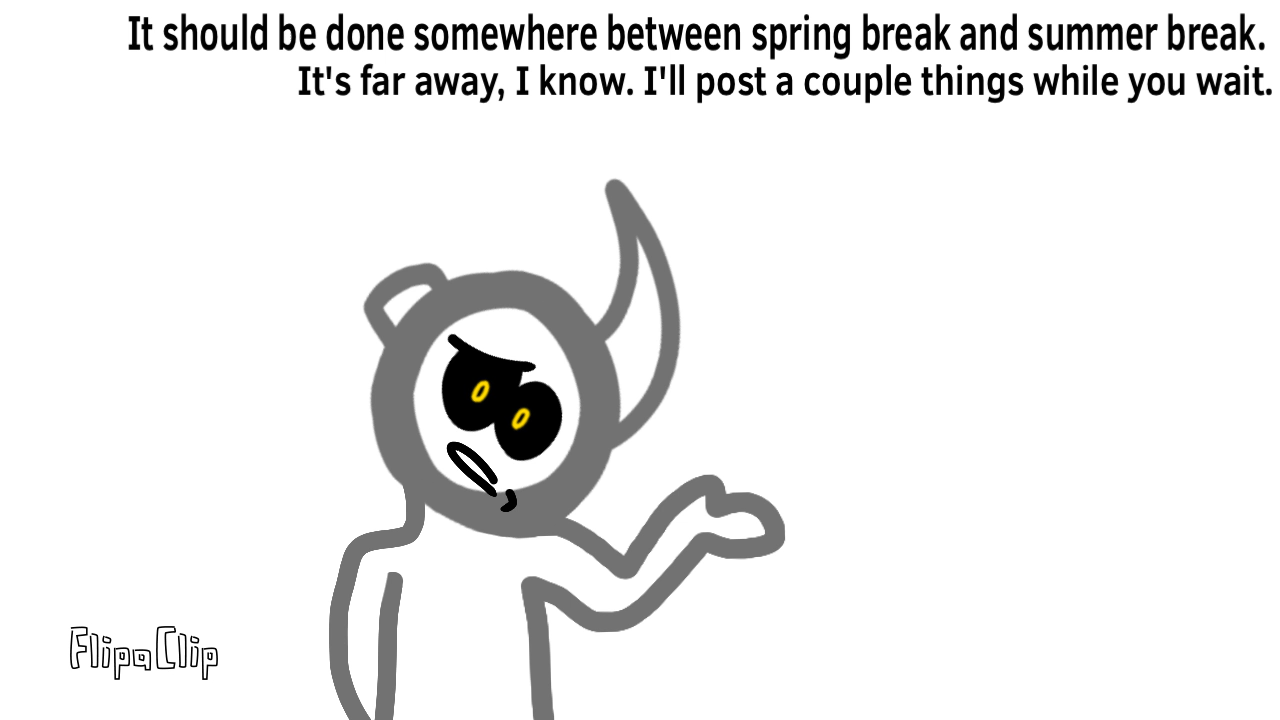 It should be done somewhere between spring break and summer break.
It's far away, I know. I'll post a couple things while you wait.
FlipaClip